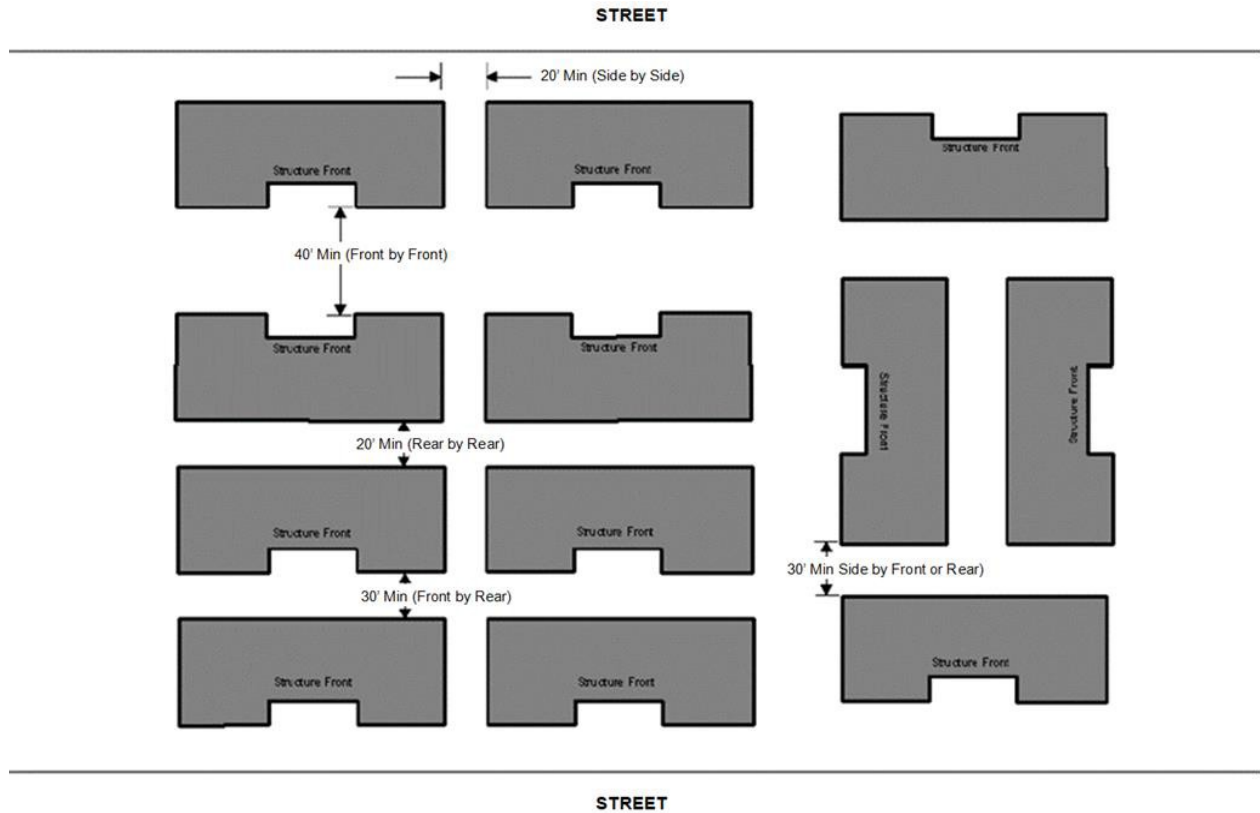 STREET
20' Min (Side by Side)
Structure Front
Structure Front
Structure Front
40' Min (Front by Front)
Structure Front
Structure Front
Structure Front
Structure Front
20' Min (Rear by Rear)
Structure Front
Structure Front
30' Min Side by Front or Rear)
30' Min (Front by Rear)
Structure Front
Structure Front
Structure Front
STREET